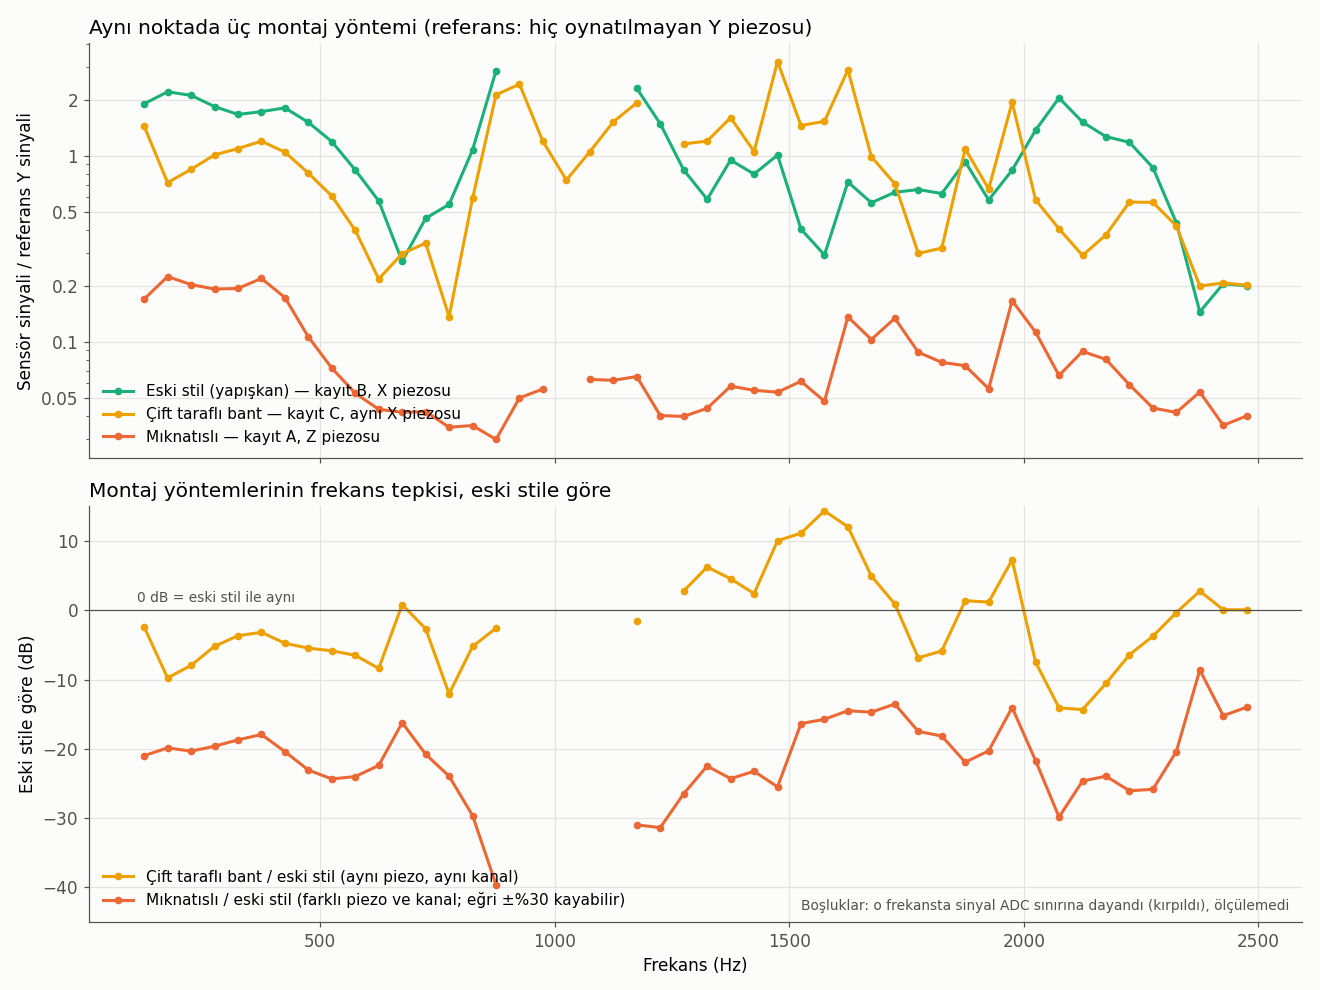 Aynı noktada üç montaj yöntemi (referans: hiç oynatılmayan Y piezosu)
Sensör sinyali / referans Y sinyali
2
1
0.5
0.2
0.1
0.05
Eski stil (yapışkan) — kayıt B, X piezosu
Çift taraflı bant — kayıt C, aynı X piezosu
Mıknatıslı — kayıt A, Z piezosu
Montaj yöntemlerinin frekans tepkisi, eski stile göre
Eski stile göre (dB)
10
0
−10
−20
−30
−40
0 dB = eski stil ile aynı
Çift taraflı bant / eski stil (aynı piezo, aynı kanal)
Mıknatıslı / eski stil (farklı piezo ve kanal; eğri ±%30 kayabilir)
Boşluklar: o frekansta sinyal ADC sınırına dayandı (kırpıldı), ölçülemedi
500
1000
1500
2000
2500
Frekans (Hz)